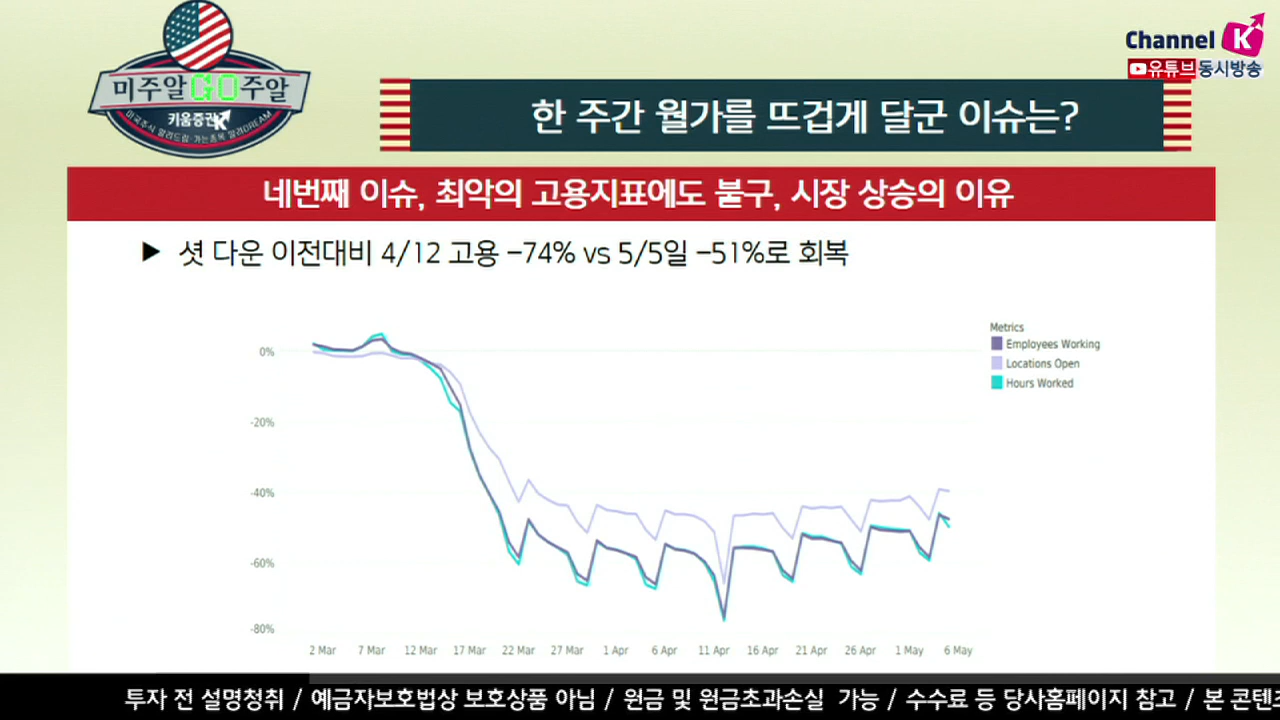 미주알GO주알
키움증권
Channel K
유튜브동시방송
한 주간 월가를 뜨겁게 달군 이슈는?
네번째 이슈, 최악의 고용지표에도 불구, 시장 상승의 이유
▶ 셧 다운 이전대비 4/12 고용 -74% vs 5/5일 -51%로 회복
Metrics
Employees Working
Locations Open
Hours Worked
0%
-20%
-40%
-60%
-80%
2 Mar 7 Mar 12 Mar 17 Mar 22 Mar 27 Mar 1 Apr 6 Apr 11 Apr 16 Apr 21 Apr 26 Apr 1 May 6 May
투자 전 설명청취 / 예금자보호법상 보호상품 아님 / 원금 및 원금초과손실 가능 / 수수료 등 당사홈페이지 참고 / 본 콘텐츠